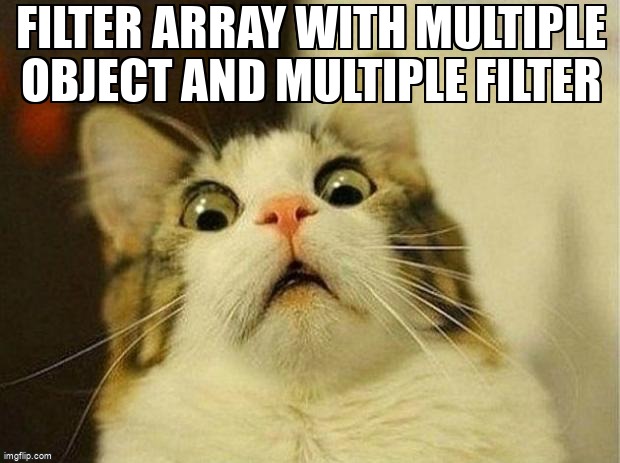 FILTER ARRAY WITH MULTIPLE
OBJECT AND MULTIPLE FILTER
imgflip.com